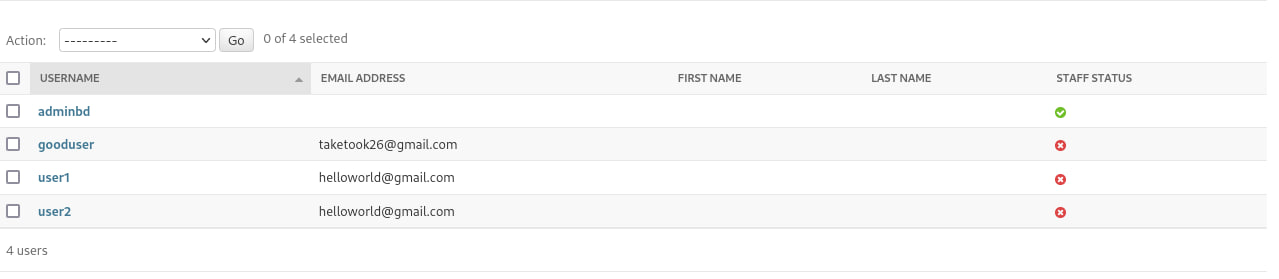 Action: --------- Go 0 of 4 selected
USERNAME EMAIL ADDRESS FIRST NAME LAST NAME STAFF STATUS
adminbd
gooduser taketook26@gmail.com
user1 helloworld@gmail.com
user2 helloworld@gmail.com
4 users